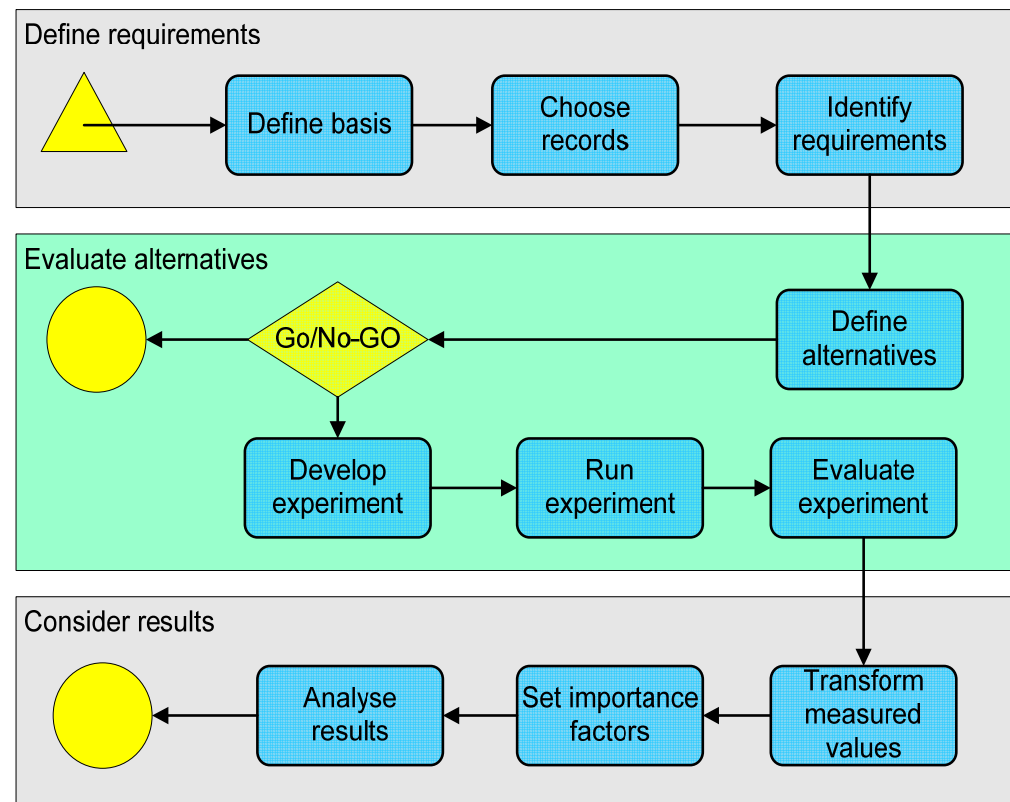 Define requirements
Define basis
Choose
records
Identify
requirements
Evaluate alternatives
Go/No-GO
Define
alternatives
Develop
experiment
Run
experiment
Evaluate
experiment
Consider results
Analyse
results
Set importance
factors
Transform
measured
values